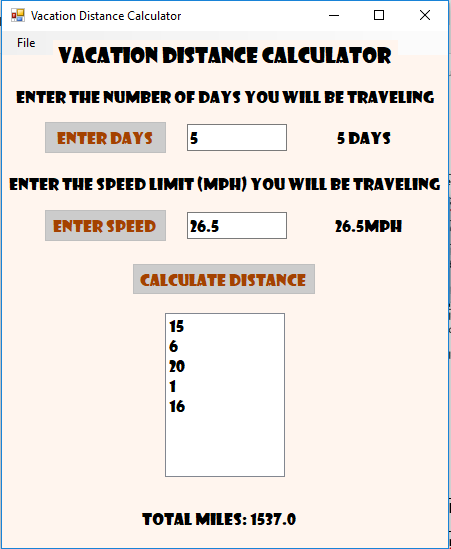 Vacation Distance Calculator
File
VACATION DISTANCE CALCULATOR
ENTER THE NUMBER OF DAYS YOU WILL BE TRAVELING
ENTER DAYS 5 5 DAYS
ENTER THE SPEED LIMIT (MPH) YOU WILL BE TRAVELING
ENTER SPEED 26.5 26.5MPH
CALCULATE DISTANCE
15
6
20
1
16
TOTAL MILES: 1537.0